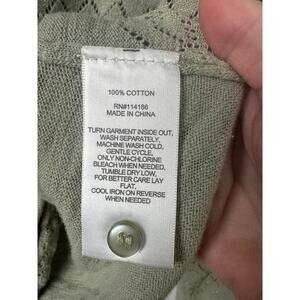 100% COTTON
RN#114186
MADE IN CHINA
TURN GARMENT INSIDE OUT,
WASH SEPARATELY,
MACHINE WASH COLD,
GENTLE CYCLE,
ONLY NON-CHLORINE
BLEACH WHEN NEEDED,
TUMBLE DRY LOW,
FOR BETTER CARE LAY
FLAT,
COOL IRON ON REVERSE
WHEN NEEDED